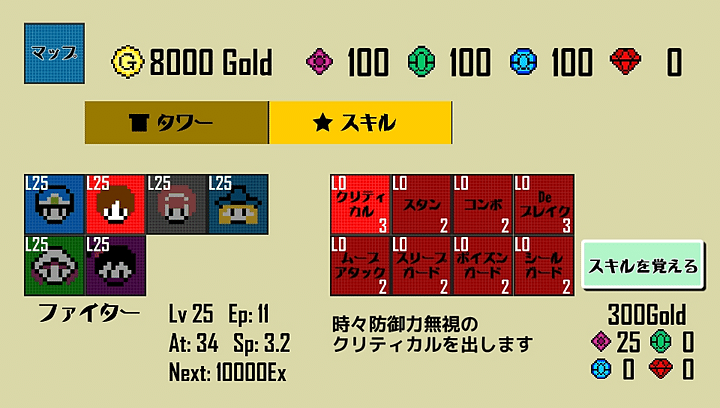 マップ
8000 Gold 100 100 100 0
タワー
スキル
L25 L25 L25 L25
L25 L25
ファイター
Lv 25 Ep: 11
At: 34 Sp: 3.2
Next: 10000Ex
L0 クリティ
カル 3
L0 スタン 2
L0 コンボ 2
L0 De
ブレイク 3
L0 ムーブ
アタック 2
L0 スリープ
ガード 2
L0 ポイズン
ガード 2
L0 シール
ガード 2
時々防御力無視の
クリティカルを出します
スキルを覚える
300Gold
25 0
0 0